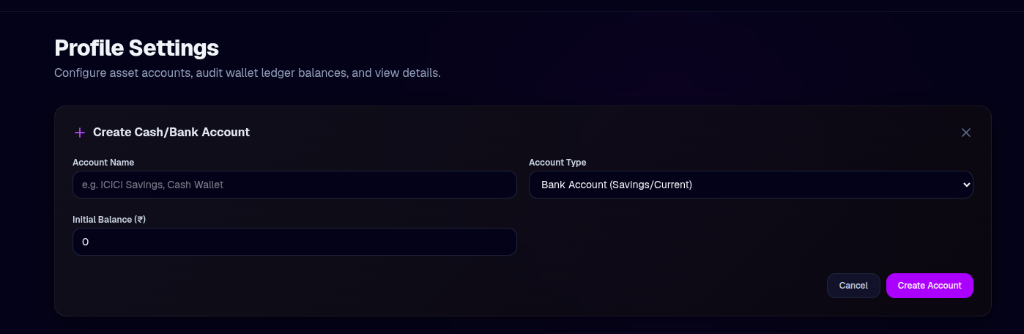 Profile Settings
Configure asset accounts, audit wallet ledger balances, and view details.
Create Cash/Bank Account
Account Name
Account Type
e.g. ICICI Savings, Cash Wallet
Bank Account (Savings/Current)
Initial Balance (₹)
0
Cancel
Create Account